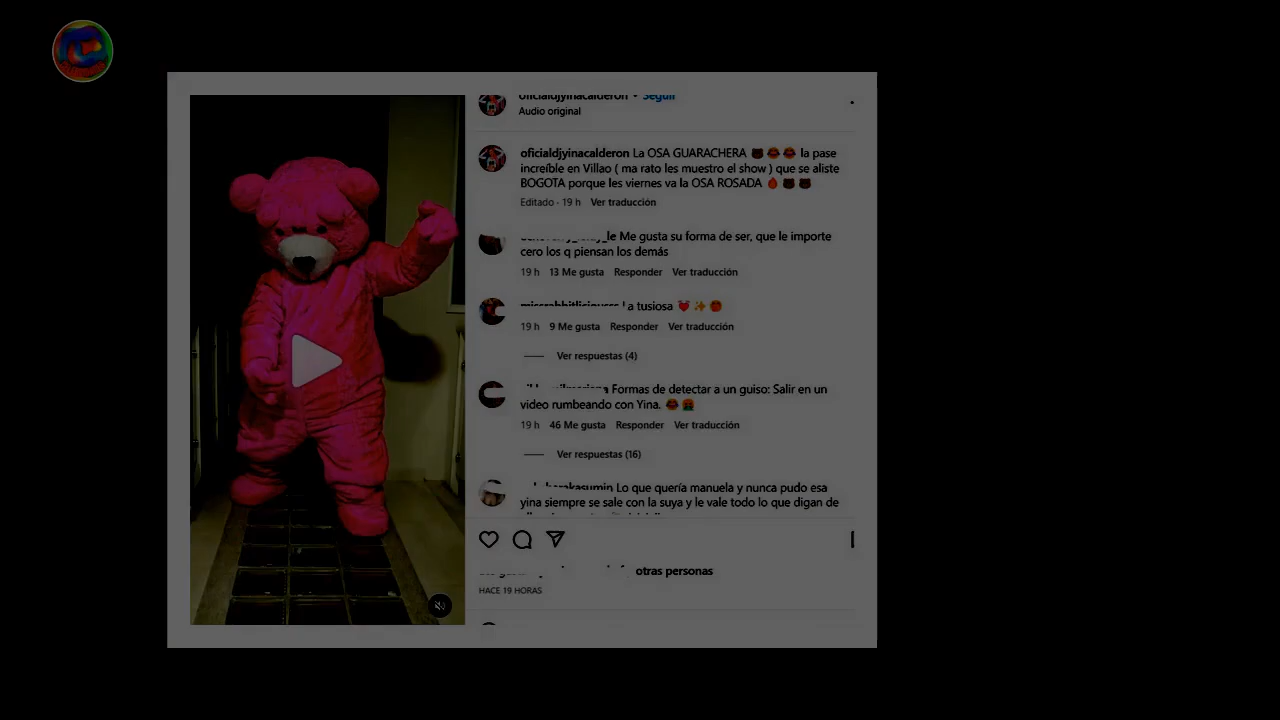 oficialdjyinacalderon • Seguir
Audio original
oficialdjyinacalderon La OSA GUARACHERA 🐻👄👄 la pase
increíble en Villao ( ma rato les muestro el show ) que se aliste
BOGOTA porque les viernes va la OSA ROSADA 🔥🐻🐻
Editado · 19 h Ver traducción
Me gusta su forma de ser, que le importe
cero los q piensan los demás
19 h 13 Me gusta Responder Ver traducción
a tusiosa 💓✨
19 h 9 Me gusta Responder Ver traducción
Ver respuestas (4)
Formas de detectar a un guiso: Salir en un
video rumbeando con Yina. 👄🤮
19 h 46 Me gusta Responder Ver traducción
Ver respuestas (16)
Lo que quería manuela y nunca pudo esa
yina siempre se sale con la suya y le vale todo lo que digan de
otras personas
HACE 19 HORAS